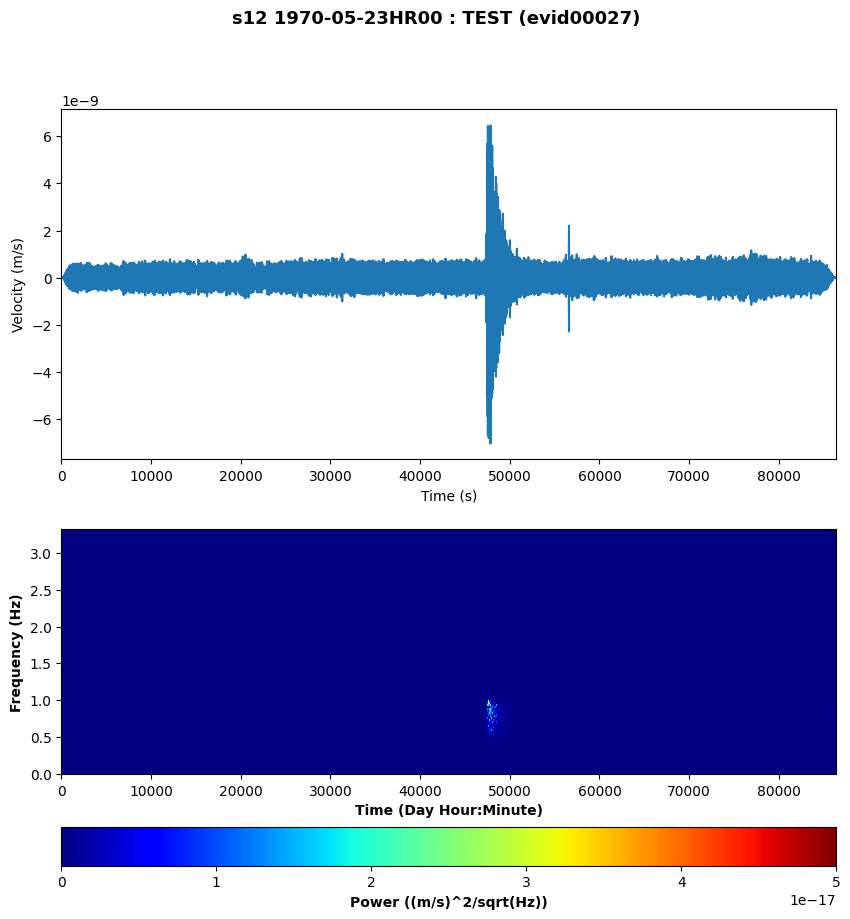 s12 1970-05-23HR00 : TEST (evid00027)
1e−9
6
4
2
0
−2
−4
−6
Velocity (m/s)
0 10000 20000 30000 40000 50000 60000 70000 80000
Time (s)
3.0
2.5
2.0
1.5
1.0
0.5
0.0
Frequency (Hz)
0 10000 20000 30000 40000 50000 60000 70000 80000
Time (Day Hour:Minute)
0 1 2 3 4 5
1e−17
Power ((m/s)^2/sqrt(Hz))